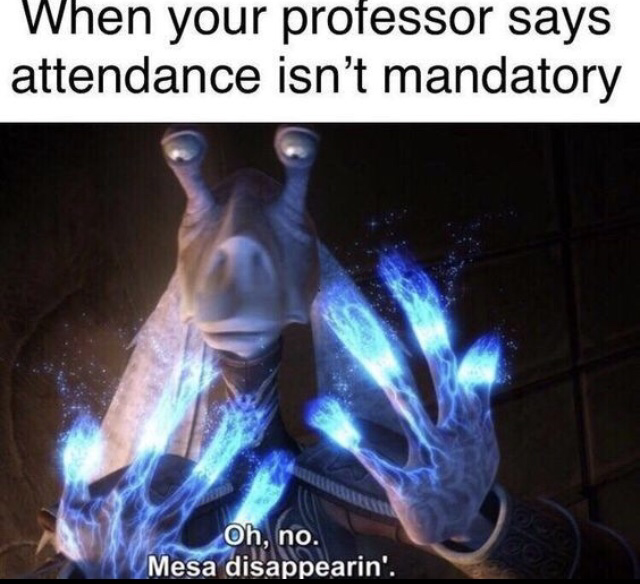 When your professor says
attendance isn't mandatory
Oh, no.
Mesa disappearin'.